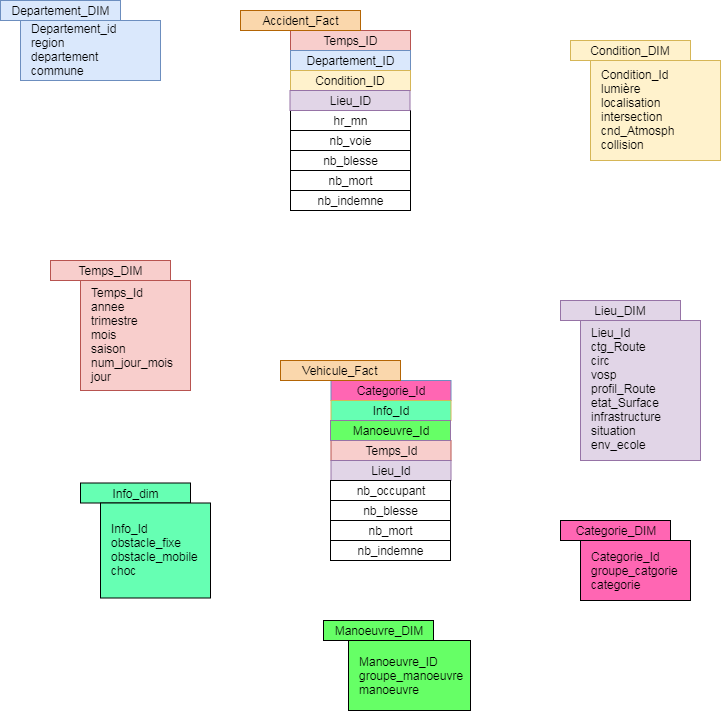 Departement_DIM
Departement_id
region
departement
commune
Accident_Fact
Temps_ID
Departement_ID
Condition_ID
Lieu_ID
hr_mn
nb_voie
nb_blesse
nb_mort
nb_indemne
Condition_DIM
Condition_Id
lumière
localisation
intersection
cnd_Atmosph
collision
Temps_DIM
Temps_Id
annee
trimestre
mois
saison
num_jour_mois
jour
Lieu_DIM
Lieu_Id
ctg_Route
circ
vosp
profil_Route
etat_Surface
infrastructure
situation
env_ecole
Vehicule_Fact
Categorie_Id
Info_Id
Manoeuvre_Id
Temps_Id
Lieu_Id
nb_occupant
nb_blesse
nb_mort
nb_indemne
Info_dim
Info_Id
obstacle_fixe
obstacle_mobile
choc
Categorie_DIM
Categorie_Id
groupe_catgorie
categorie
Manoeuvre_DIM
Manoeuvre_ID
groupe_manoeuvre
manoeuvre